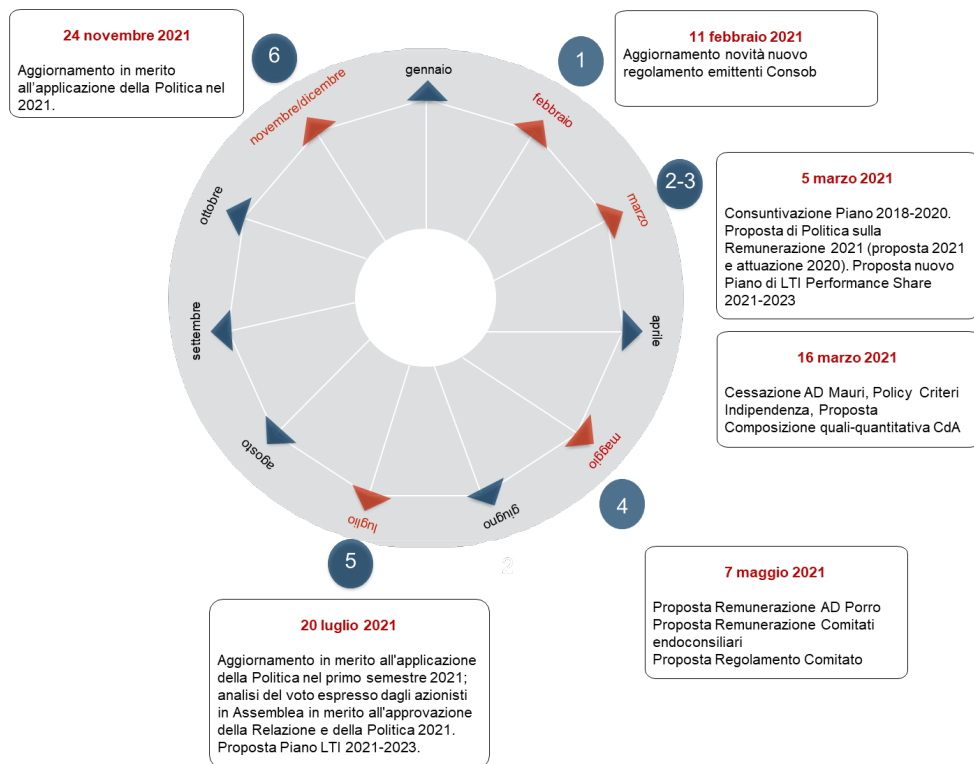 24 novembre 2021
Aggiornamento in merito
all'applicazione della Politica nel
2021.
6
novembre/dicembre
gennaio
1
febbraio
11 febbraio 2021
Aggiornamento novità nuovo
regolamento emittenti Consob
2-3
marzo
5 marzo 2021
Consuntivazione Piano 2018-2020.
Proposta di Politica sulla
Remunerazione 2021 (proposta 2021
e attuazione 2020). Proposta nuovo
Piano di LTI Performance Share
2021-2023
ottobre
settembre
aprile
16 marzo 2021
Cessazione AD Mauri, Policy Criteri
Indipendenza, Proposta
Composizione quali-quantitativa CdA
agosto
maggio
4
luglio
giugno
5
2
7 maggio 2021
Proposta Remunerazione AD Porro
Proposta Remunerazione Comitati
endoconsiliari
Proposta Regolamento Comitato
20 luglio 2021
Aggiornamento in merito all'applicazione
della Politica nel primo semestre 2021;
analisi del voto espresso dagli azionisti
in Assemblea in merito all'approvazione
della Relazione e della Politica 2021.
Proposta Piano LTI 2021-2023.